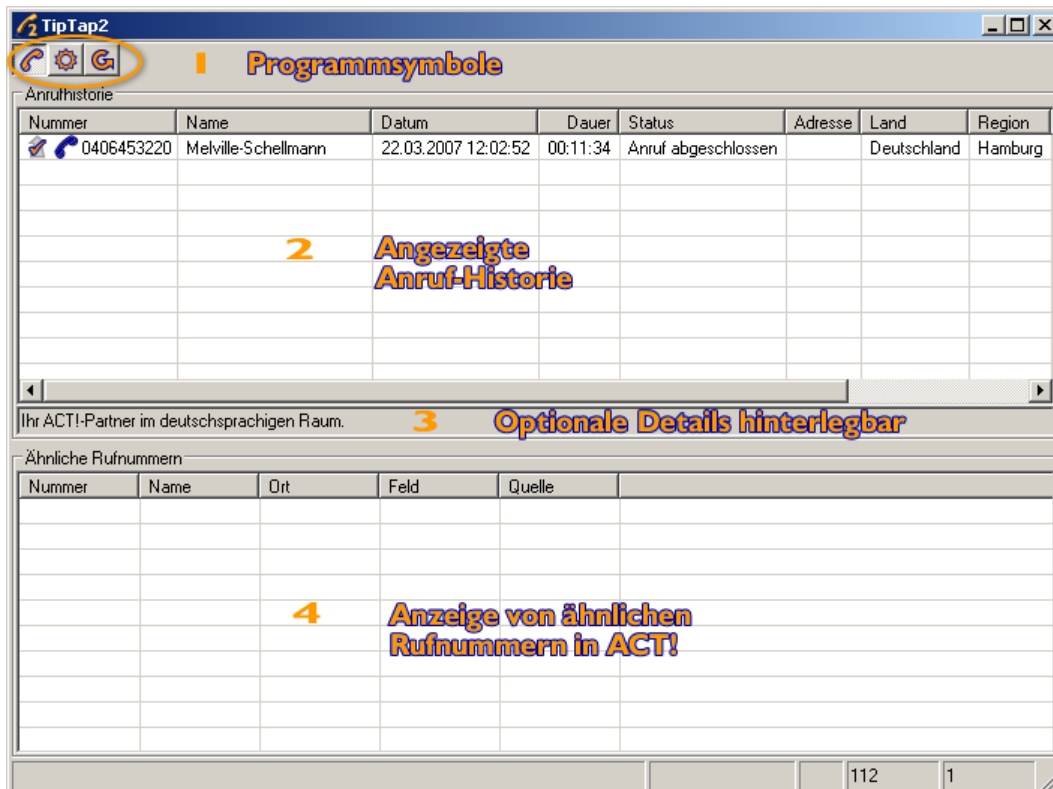 TipTap2
1 Programmsymbole
Anrufhistorie
Nummer Name Datum Dauer Status Adresse Land Region
0406453220 Melville-Schellmann 22.03.2007 12:02:52 00:11:34 Anruf abgeschlossen Deutschland Hamburg
2 Angezeigte
Anruf-Historie
Ihr ACT!-Partner im deutschsprachigen Raum. 3 Optionale Details hinterlegbar
Ähnliche Rufnummern
Nummer Name Ort Feld Quelle
4 Anzeige von ähnlichen
Rufnummern in ACT!
112 1